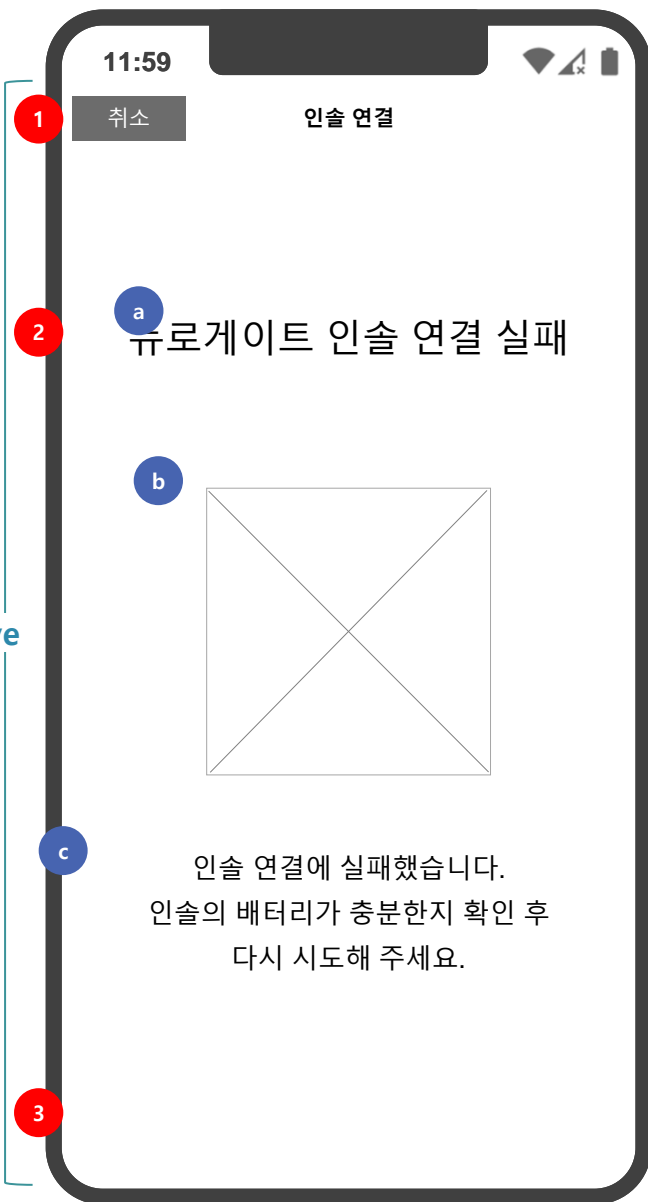 11:59
1
취소
인솔 연결
a
2
뉴로게이트 인솔 연결 실패
b
c
인솔 연결에 실패했습니다.
인솔의 배터리가 충분한지 확인 후
다시 시도해 주세요.
3